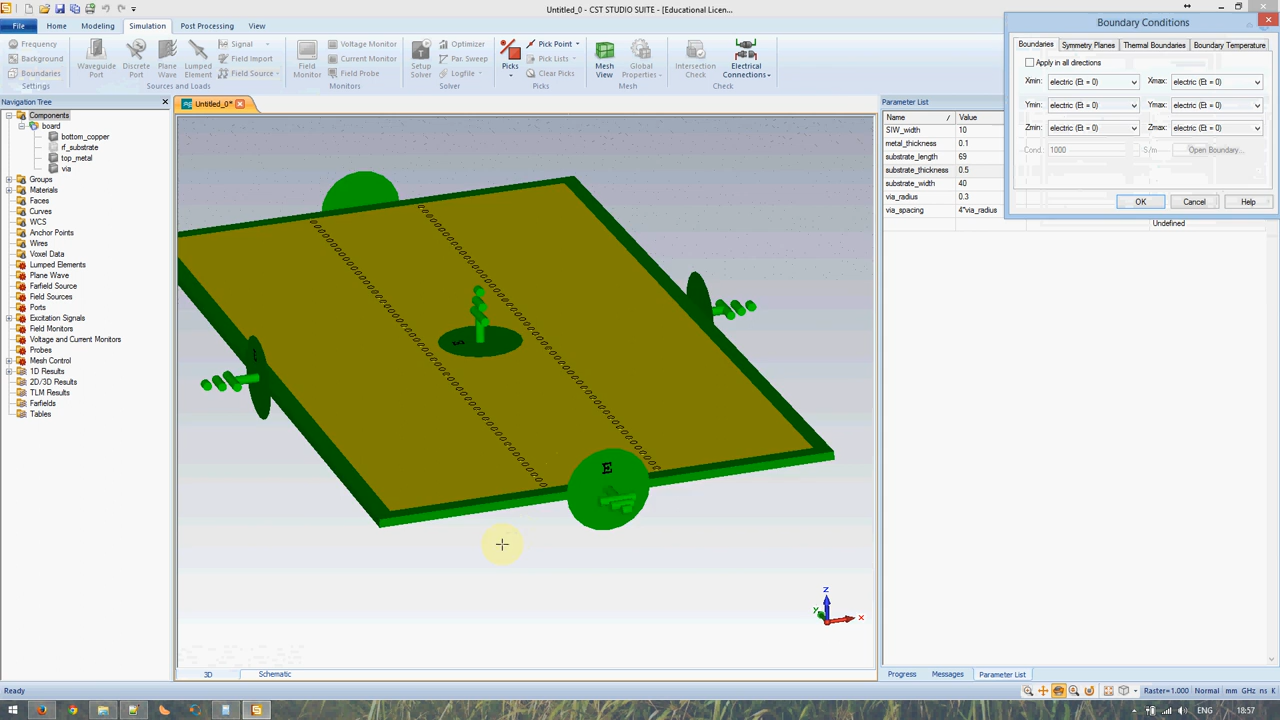 Untitled_0 - CST STUDIO SUITE - [Educational Licen...
File Home Modeling Simulation Post Processing View
Frequency
Background
Boundaries
Settings
Waveguide Port
Discrete Port
Plane Wave
Lumped Element
Signal
Field Import
Field Source
Sources and Loads
Field Monitor
Voltage Monitor
Current Monitor
Field Probe
Monitors
Setup Solver
Optimizer
Par. Sweep
Logfile
Solver
Picks
Pick Point
Pick Lists
Clear Picks
Picks
Mesh View
Global Properties
Mesh
Intersection Check
Check
Electrical Connections
Edit
Boundary Conditions
Boundaries Symmetry Planes Thermal Boundaries Boundary Temperature
Apply in all directions
Xmin: electric (Et = 0) Xmax: electric (Et = 0)
Ymin: electric (Et = 0) Ymax: electric (Et = 0)
Zmin: electric (Et = 0) Zmax: electric (Et = 0)
Cond. 1000 S/m Open Boundary...
OK Cancel Help
Navigation Tree
Components
board
bottom_copper
rf_substrate
top_metal
via
Groups
Materials
Faces
Curves
WCS
Anchor Points
Wires
Voxel Data
Lumped Elements
Plane Wave
Farfield Source
Field Sources
Ports
Excitation Signals
Field Monitors
Voltage and Current Monitors
Probes
Mesh Control
1D Results
2D/3D Results
TLM Results
Farfields
Tables
Untitled_0*
E
z
y
x
3D Schematic
Parameter List
Name Value
SIW_width 10
metal_thickness 0.1
substrate_length 69
substrate_thickness 0.5
substrate_width 40
via_radius 0.3
via_spacing 4*via_radius
Undefined
Progress Messages Parameter List
Ready
Raster=1.000 Normal mm GHz ns K
ENG 18:57